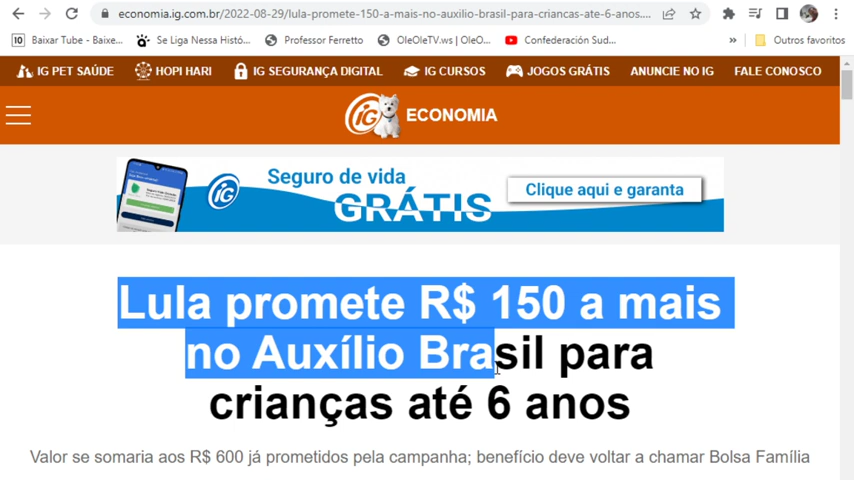 economia.ig.com.br/2022-08-29/lula-promete-150-a-mais-no-auxilio-brasil-para-criancas-ate-6-anos....
10 Baixar Tube - Baixe... Se Liga Nessa Histó... Professor Ferretto OleOleTV.ws | OleO... Confederación Sud... » Outros favoritos
IG PET SAÚDE HOPI HARI IG SEGURANÇA DIGITAL IG CURSOS JOGOS GRÁTIS ANUNCIE NO IG FALE CONOSCO
iG ECONOMIA
Seguro de vida
GRÁTIS
iG
Clique aqui e garanta
Lula promete R$ 150 a mais
no Auxílio Brasil para
crianças até 6 anos
Valor se somaria aos R$ 600 já prometidos pela campanha; benefício deve voltar a chamar Bolsa Família